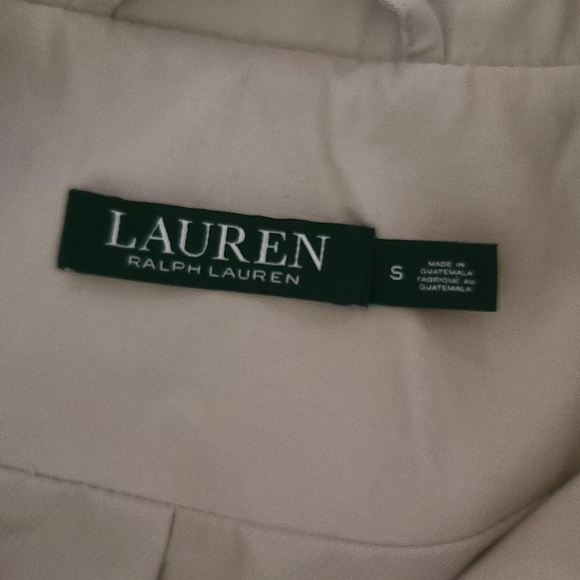 LAUREN
RALPH LAUREN
S
MADE IN
GUATEMALA
FABRIQUÉ AU
GUATEMALA